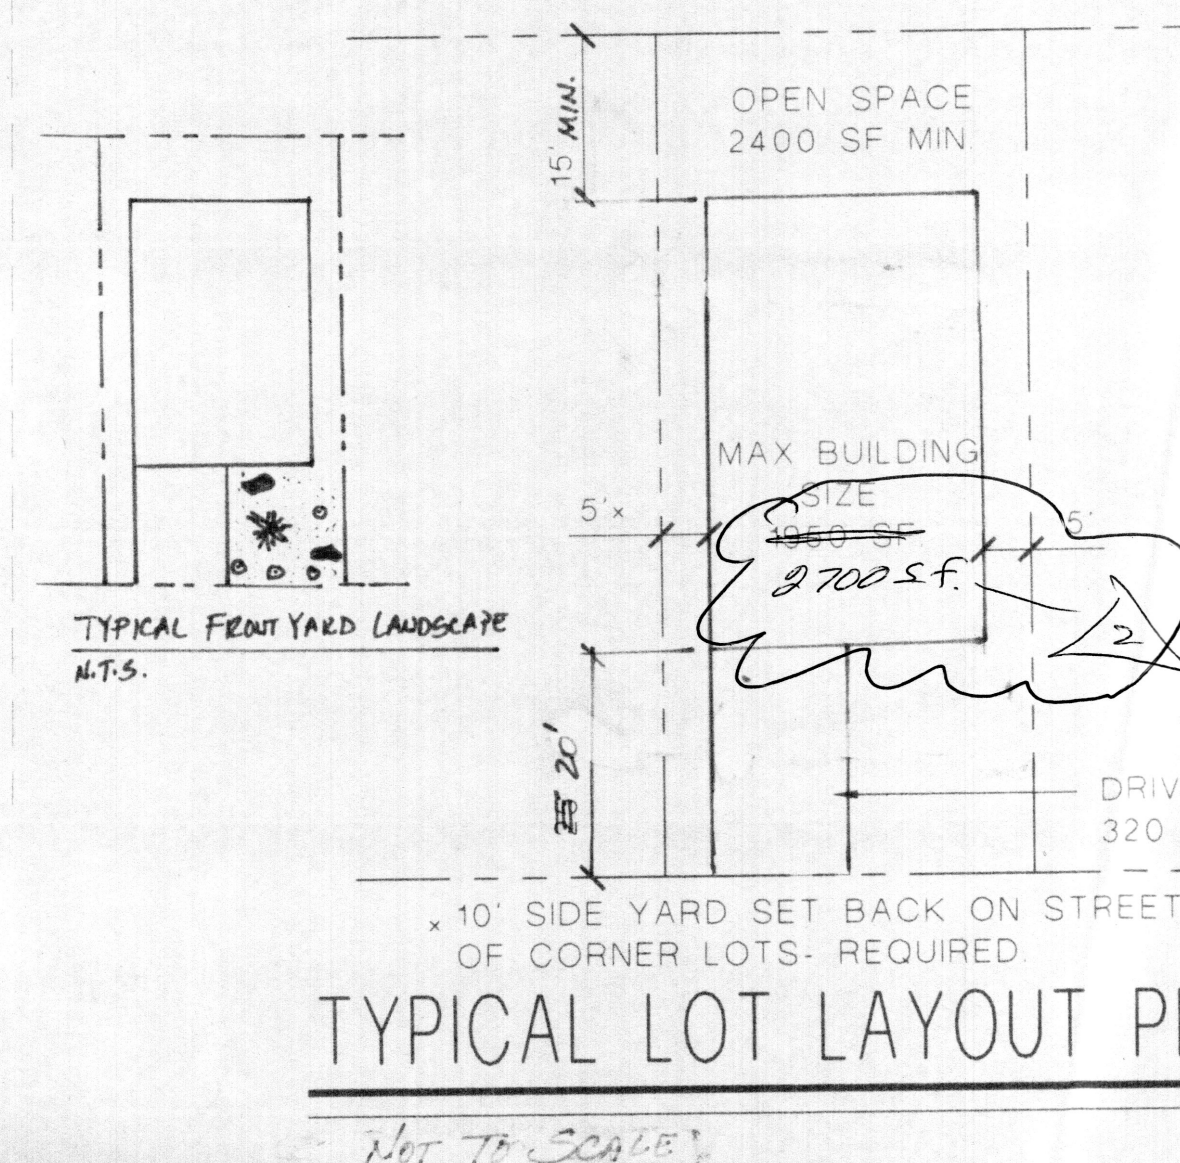 15' MIN.
OPEN SPACE
2400 SF MIN.
MAX BUILDING
SIZE
1950 SF.
2700 S.f.
5' x
5'
2
TYPICAL FRONT YARD LANDSCAPE
N.T.S.
20'
DRIV
320
x 10' SIDE YARD SET BACK ON STREET
OF CORNER LOTS- REQUIRED.
TYPICAL LOT LAYOUT PL
NOT TO SCALE